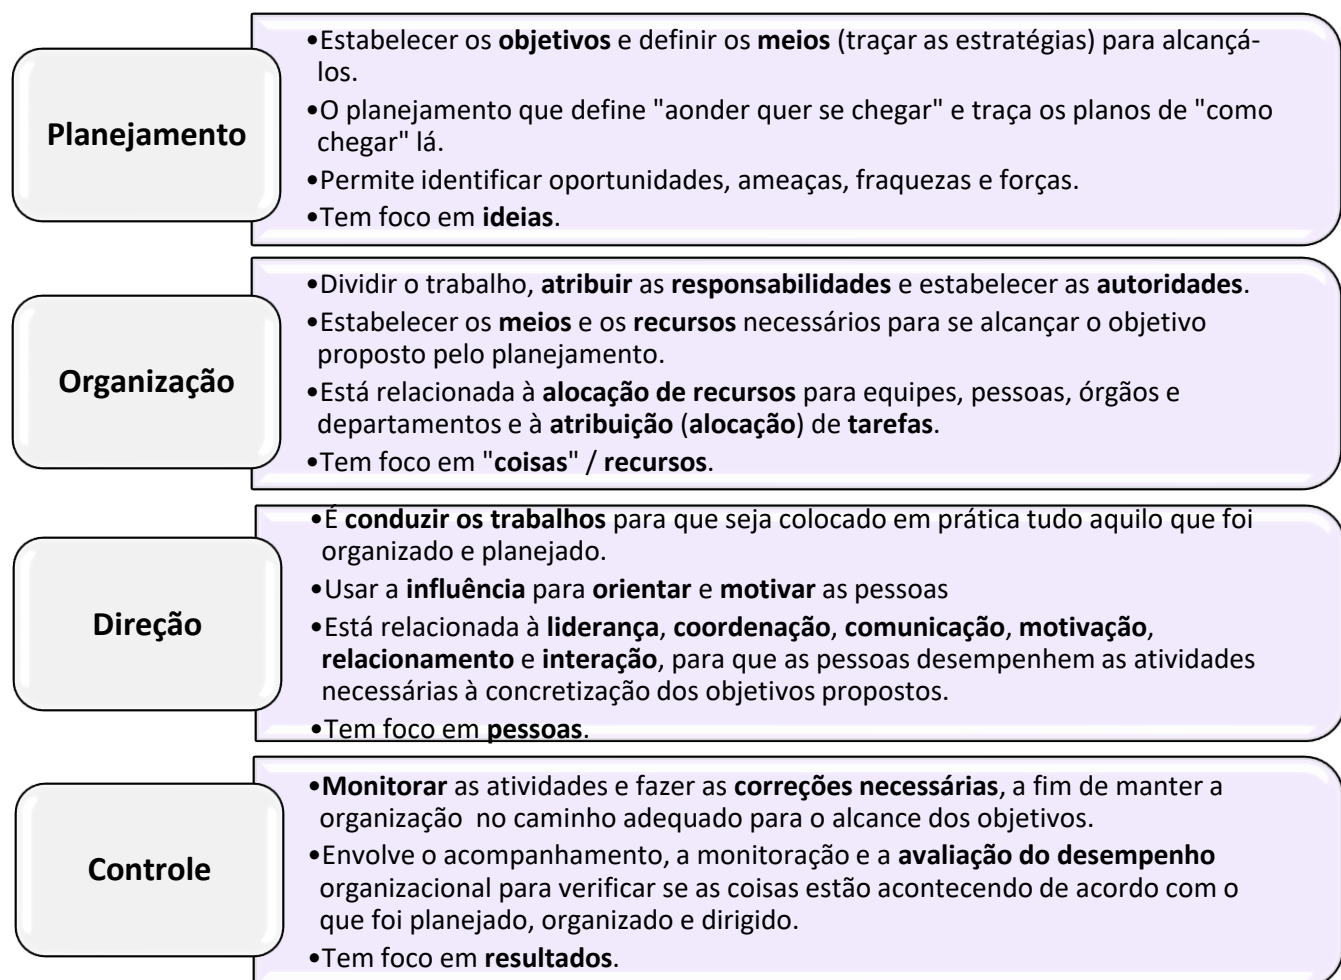 Planejamento
•Estabelecer os objetivos e definir os meios (traçar as estratégias) para alcançá-
los.
•O planejamento que define "aonder quer se chegar" e traça os planos de "como
chegar" lá.
•Permite identificar oportunidades, ameaças, fraquezas e forças.
•Tem foco em ideias.
Organização
•Dividir o trabalho, atribuir as responsabilidades e estabelecer as autoridades.
•Estabelecer os meios e os recursos necessários para se alcançar o objetivo
proposto pelo planejamento.
•Está relacionada à alocação de recursos para equipes, pessoas, órgãos e
departamentos e à atribuição (alocação) de tarefas.
•Tem foco em "coisas" / recursos.
Direção
•É conduzir os trabalhos para que seja colocado em prática tudo aquilo que foi
organizado e planejado.
•Usar a influência para orientar e motivar as pessoas
•Está relacionada à liderança, coordenação, comunicação, motivação,
relacionamento e interação, para que as pessoas desempenhem as atividades
necessárias à concretização dos objetivos propostos.
•Tem foco em pessoas.
Controle
•Monitorar as atividades e fazer as correções necessárias, a fim de manter a
organização no caminho adequado para o alcance dos objetivos.
•Envolve o acompanhamento, a monitoração e a avaliação do desempenho
organizacional para verificar se as coisas estão acontecendo de acordo com o
que foi planejado, organizado e dirigido.
•Tem foco em resultados.